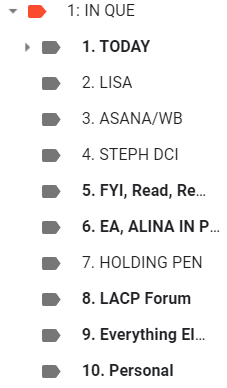 1: IN QUE
1. TODAY
2. LISA
3. ASANA/WB
4. STEPH DCI
5. FYI, Read, Re...
6. EA, ALINA IN P...
7. HOLDING PEN
8. LACP Forum
9. Everything El...
10. Personal